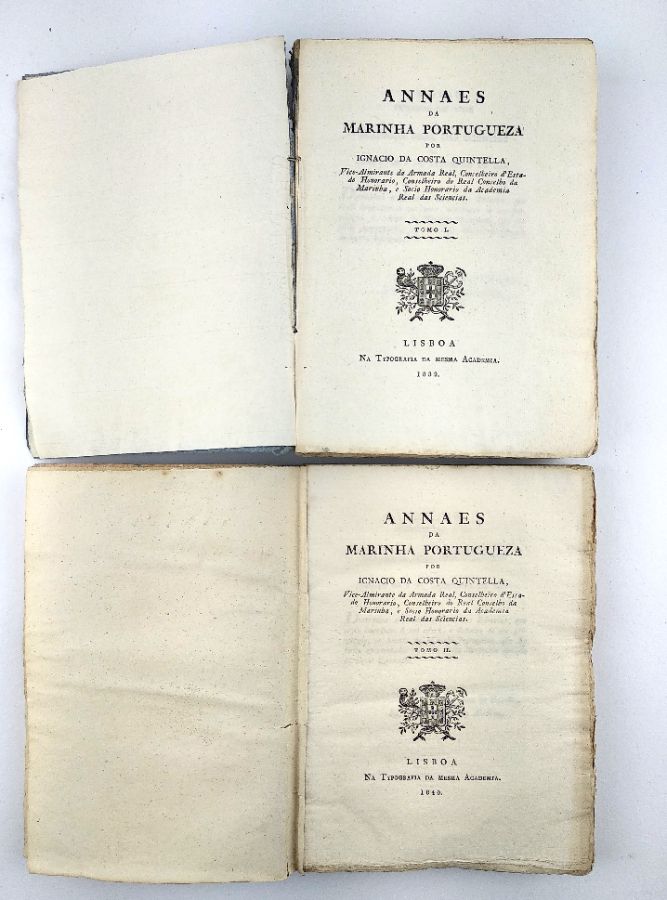 ANNAES
DA
MARINHA PORTUGUEZA
POR
IGNACIO DA COSTA QUINTELLA,
Vice-Almirante da Armada Real, Conselheiro d'Esta-
do Honorario, Conselheiro do Real Conselho da
Marinha, e Socio Honorario da Academia
Real das Sciencias.
TOMO I.
LISBOA
NA TYPOGRAFIA DA MESMA ACADEMIA.
1839.
ANNAES
DA
MARINHA PORTUGUEZA
POR
IGNACIO DA COSTA QUINTELLA,
Vice-Almirante da Armada Real, Conselheiro d'Esta-
do Honorario, Conselheiro do Real Conselho da
Marinha, e Socio Honorario da Academia
Real das Sciencias.
TOMO II.
LISBOA
NA TYPOGRAFIA DA MESMA ACADEMIA.
1840.